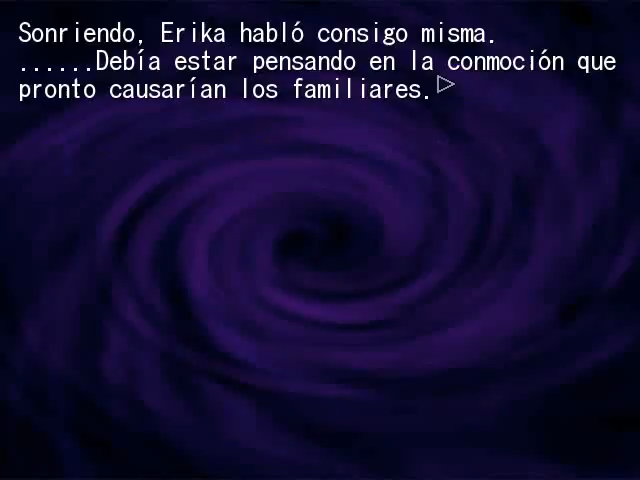 Sonriendo, Erika habló consigo misma.
......Debía estar pensando en la conmoción que
pronto causarían los familiares.